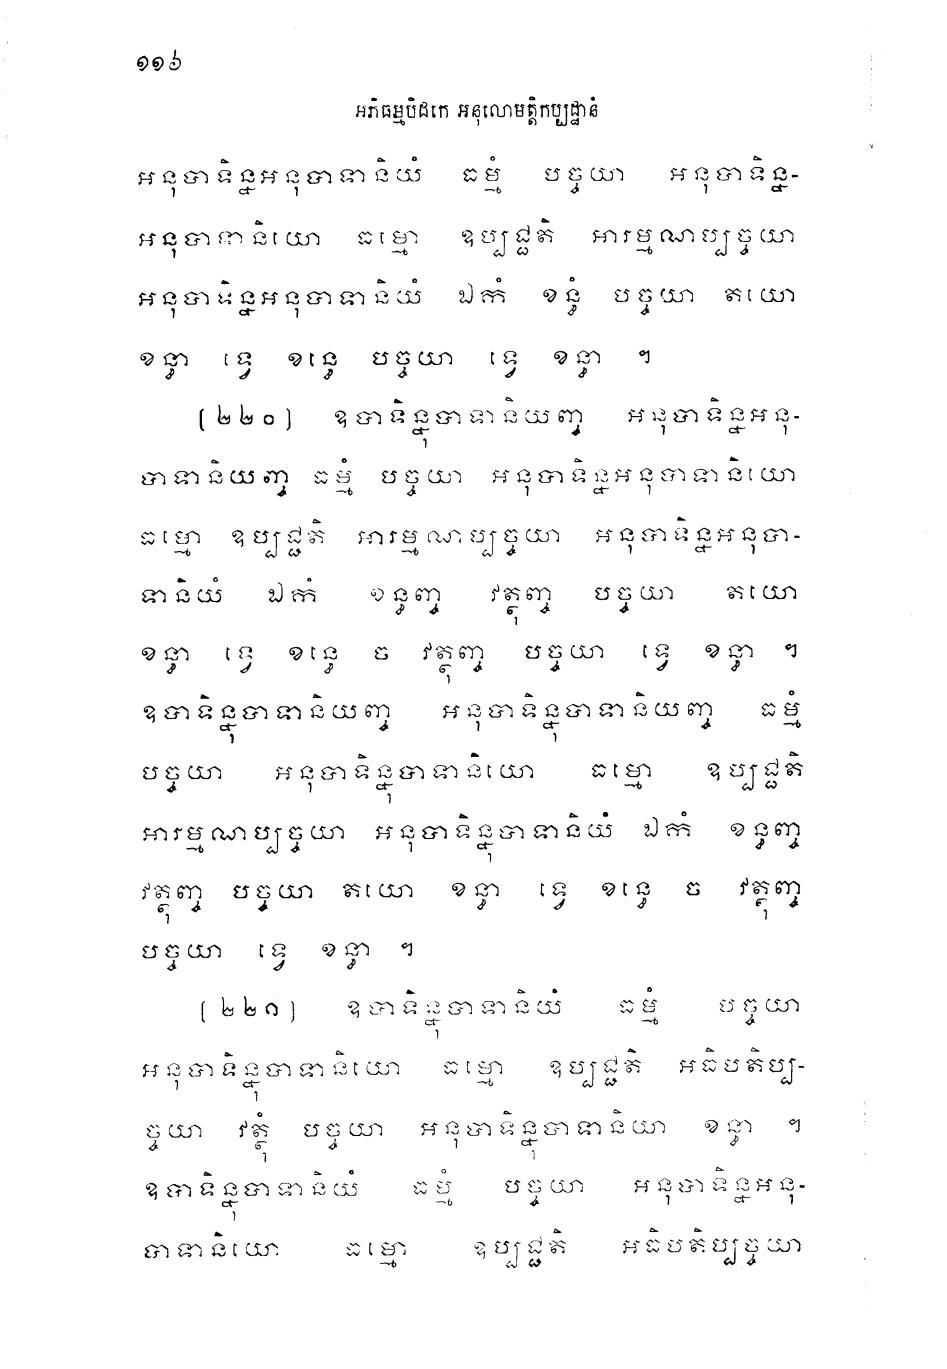 ១១៦
អភិធម្មបិដកេ អនុលោមត្តិកប្បដ្ឋានំ
អនុបាទិន្នអនុបាទានិយំ ធម្មំ បច្ចយា អនុបាទិន្ន-
អនុបាទានិយោ ធម្មោ ឧប្បជ្ជតិ អារម្មណប្បច្ចយា
អនុបាទិន្នអនុបាទានិយំ ឯកំ ខន្ធំ បច្ចយា តយោ
ខន្ធា ទ្វេ ខន្ធេ បច្ចយា ទ្វេ ខន្ធា ។
(២២០) ឧបាទិន្នុបាទានិយញ្ច អនុបាទិន្នអនុ-
បាទានិយញ្ច ធម្មំ បច្ចយា អនុបាទិន្នអនុបាទានិយោ
ធម្មោ ឧប្បជ្ជតិ អារម្មណប្បច្ចយា អនុបាទិន្នអនុបា-
ទានិយំ ឯកំ ខន្ធញ្ច វត្ថុញ្ច បច្ចយា តយោ
ខន្ធា ទ្វេ ខន្ធេ ច វត្ថុញ្ច បច្ចយា ទ្វេ ខន្ធា ។
ឧបាទិន្នុបាទានិយញ្ច អនុបាទិន្នុបាទានិយញ្ច ធម្មំ
បច្ចយា អនុបាទិន្នុបាទានិយោ ធម្មោ ឧប្បជ្ជតិ
អារម្មណប្បច្ចយា អនុបាទិន្នុបាទានិយំ ឯកំ ខន្ធញ្ច
វត្ថុញ្ច បច្ចយា តយោ ខន្ធា ទ្វេ ខន្ធេ ច វត្ថុញ្ច
បច្ចយា ទ្វេ ខន្ធា ។
(២២១) ឧបាទិន្នុបាទានិយំ ធម្មំ បច្ចយា
អនុបាទិន្នុបាទានិយោ ធម្មោ ឧប្បជ្ជតិ អធិបតិប្ប-
ច្ចយា វត្ថុំ បច្ចយា អនុបាទិន្នុបាទានិយា ខន្ធា ។
ឧបាទិន្នុបាទានិយំ ធម្មំ បច្ចយា អនុបាទិន្នអនុ-
បាទានិយោ ធម្មោ ឧប្បជ្ជតិ អធិបតិប្បច្ចយា